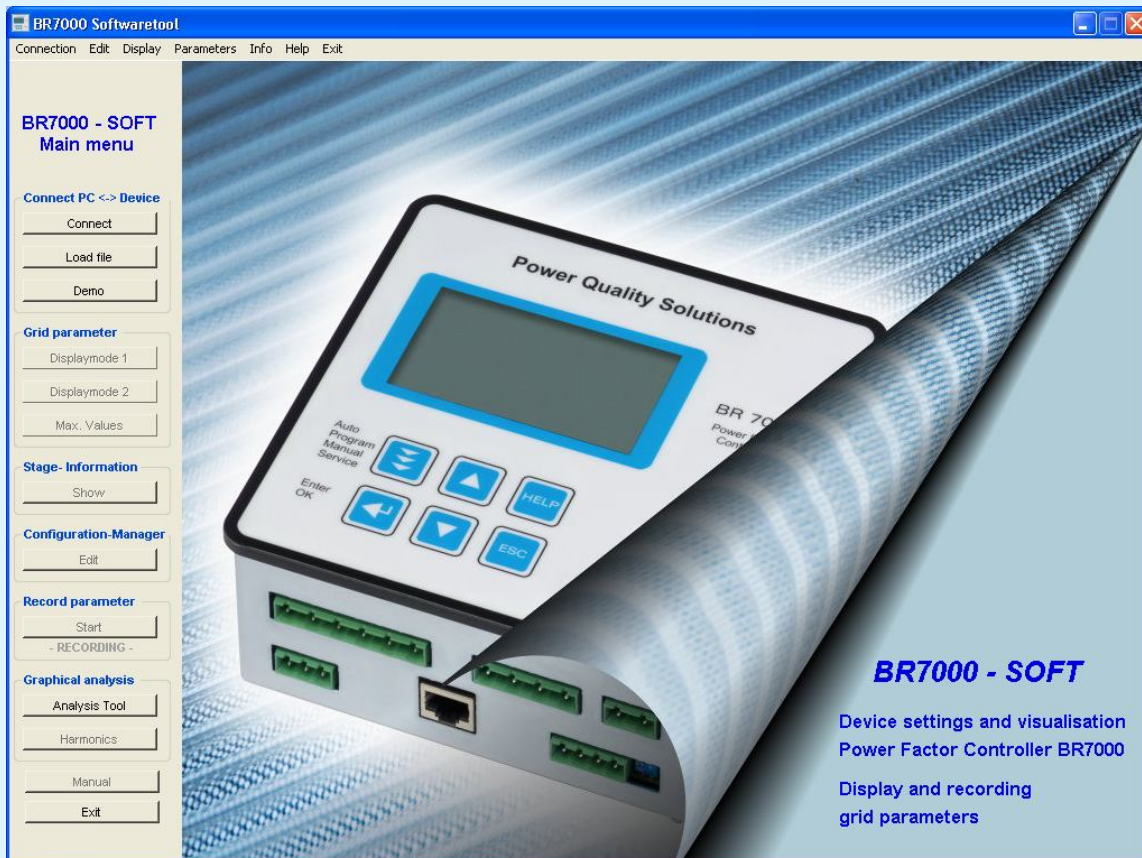 BR7000 Softwaretool
Connection Edit Display Parameters Info Help Exit
BR7000 - SOFT
Main menu
Connect PC <-> Device
Connect
Load file
Demo
Grid parameter
Displaymode 1
Displaymode 2
Max. Values
Stage- Information
Show
Configuration-Manager
Edit
Record parameter
Start
- RECORDING -
Graphical analysis
Analysis Tool
Harmonics
Manual
Exit
Power Quality Solutions
BR 70
Power
Auto
Program
Manual
Service
Enter
OK
HELP
ESC
BR7000 - SOFT
Device settings and visualisation
Power Factor Controller BR7000
Display and recording
grid parameters